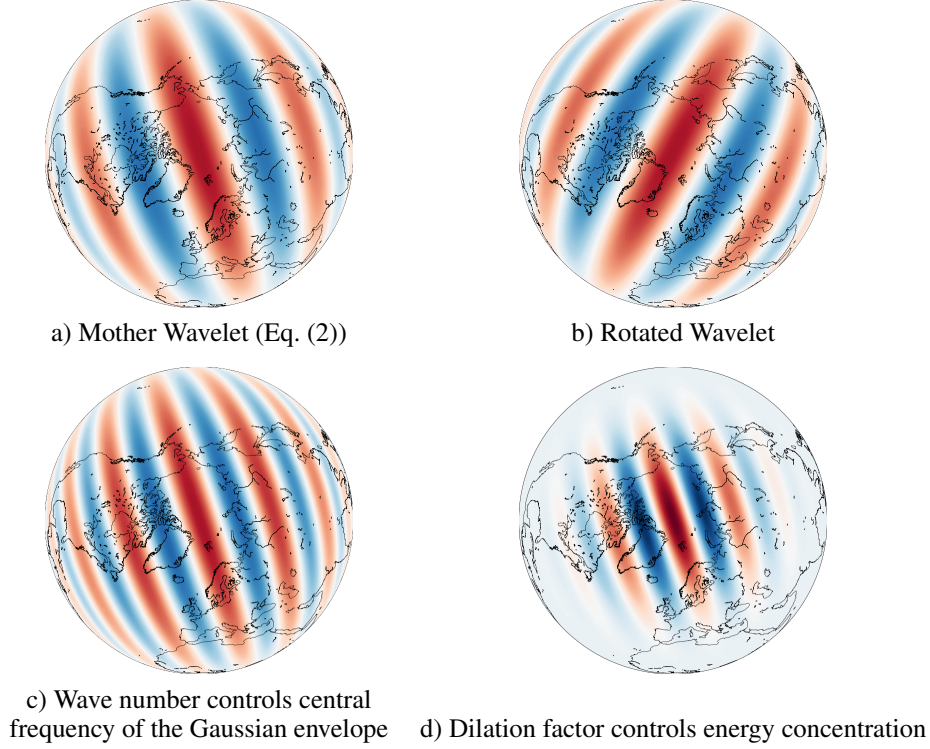 a) Mother Wavelet (Eq. (2))
b) Rotated Wavelet
c) Wave number controls central
frequency of the Gaussian envelope
d) Dilation factor controls energy concentration